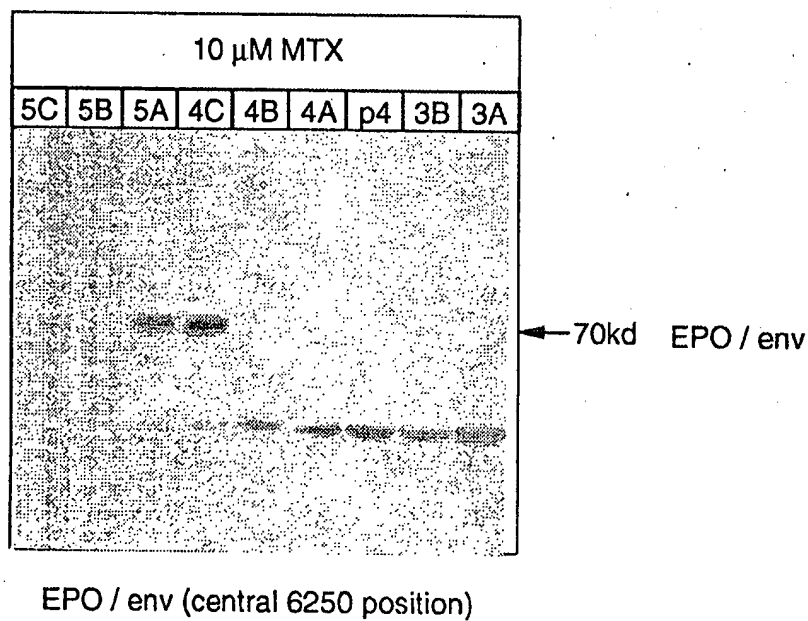 10 µM MTX
5C 5B 5A 4C 4B 4A p4 3B 3A
70kd EPO / env
EPO / env (central 6250 position)